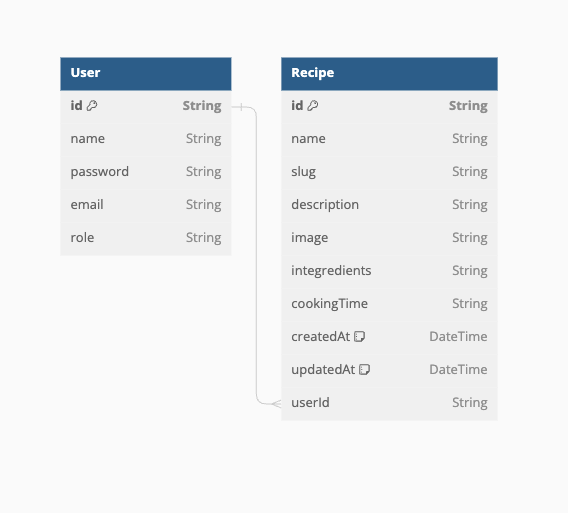 User
id String
name String
password String
email String
role String
Recipe
id String
name String
slug String
description String
image String
integredients String
cookingTime String
createdAt DateTime
updatedAt DateTime
userId String